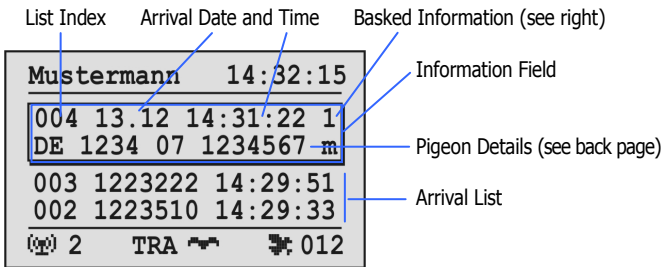 List Index Arrival Date and Time Basked Information (see right)
Mustermann 14:32:15
Information Field
004 13.12 14:31:22 1
DE 1234 07 1234567 m
Pigeon Details (see back page)
003 1223222 14:29:51
Arrival List
002 1223510 14:29:33
2 TRA 012